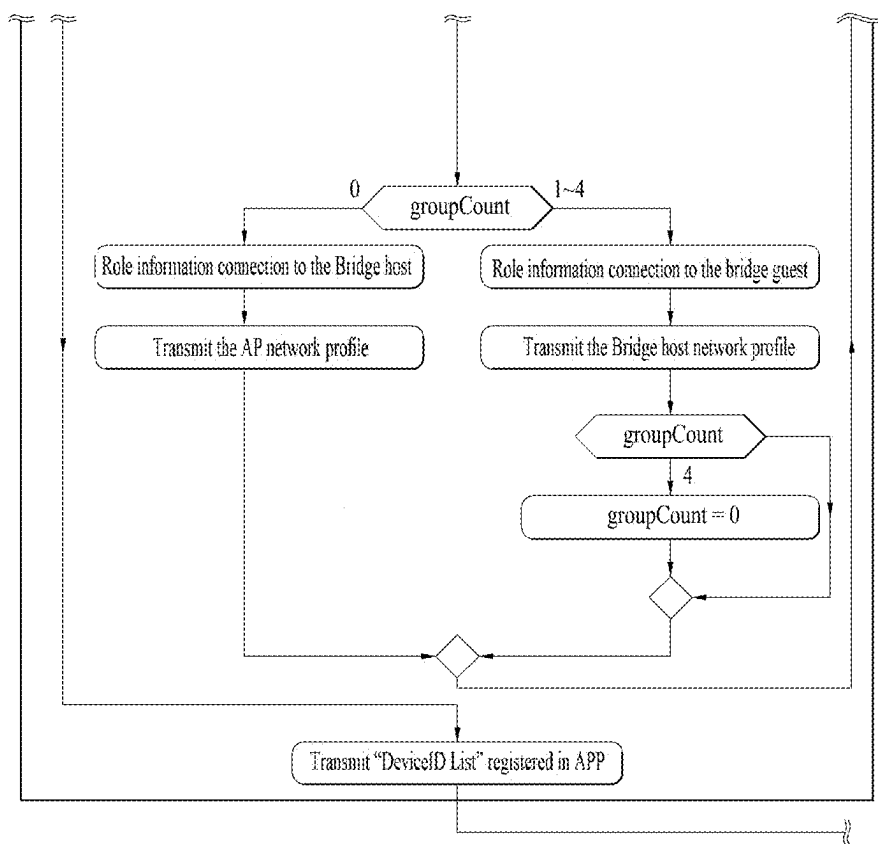 0
1~4
groupCount
Role information connection to the Bridge host
Role information connection to the bridge guest
Transmit the AP network profile
Transmit the Bridge host network profile
groupCount
4
groupCount = 0
Transmit “DeviceID List” registered in APP